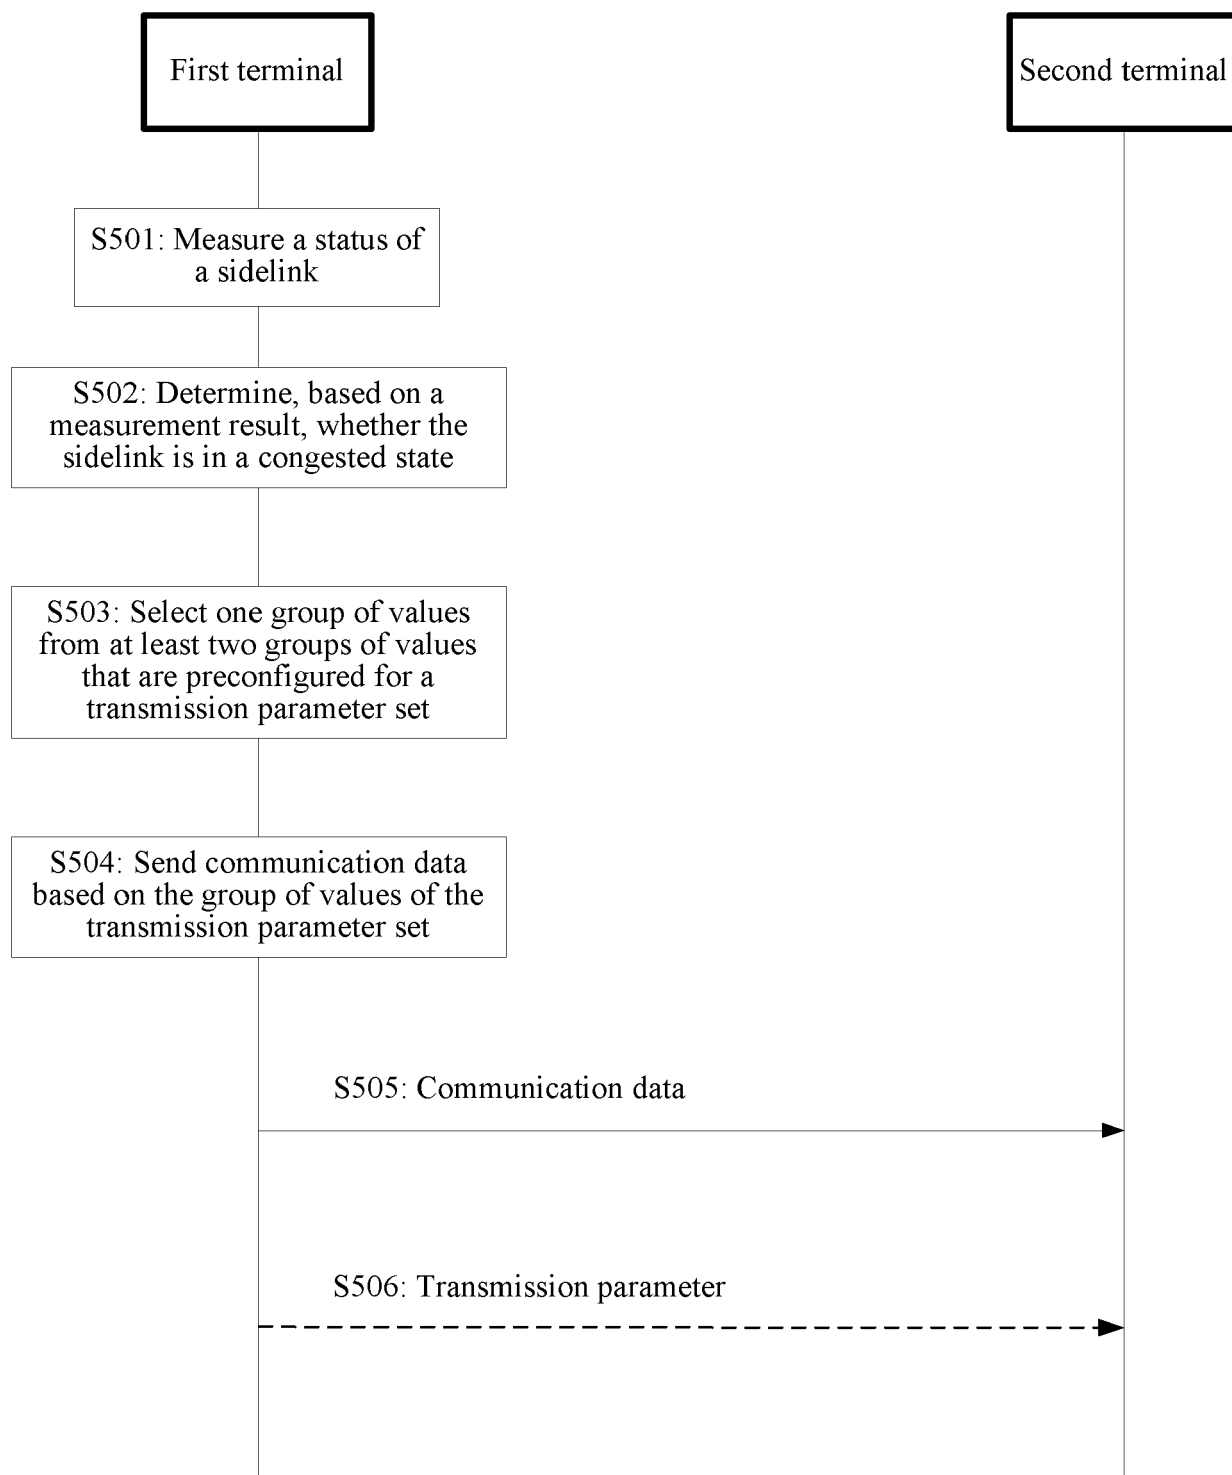 First terminal
Second terminal
S501: Measure a status of
a sidelink
S502: Determine, based on a
measurement result, whether the
sidelink is in a congested state
S503: Select one group of values
from at least two groups of values
that are preconfigured for a
transmission parameter set
S504: Send communication data
based on the group of values of the
transmission parameter set
S505: Communication data
S506: Transmission parameter